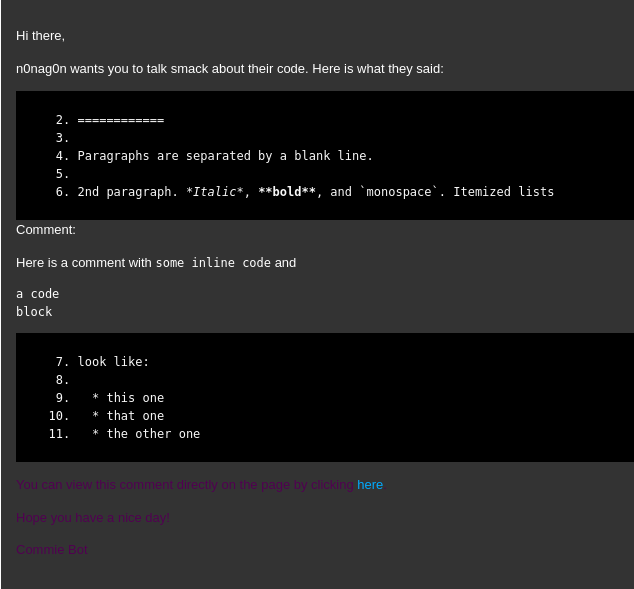 Hi there,
n0nag0n wants you to talk smack about their code. Here is what they said:
2. ============
3.
4. Paragraphs are separated by a blank line.
5.
6. 2nd paragraph. *Italic*, **bold**, and `monospace`. Itemized lists
Comment:
Here is a comment with some inline code and
a code
block
7. look like:
8.
9.   * this one
10.   * that one
11.   * the other one
You can view this comment directly on the page by clicking here
Hope you have a nice day!
Commie Bot